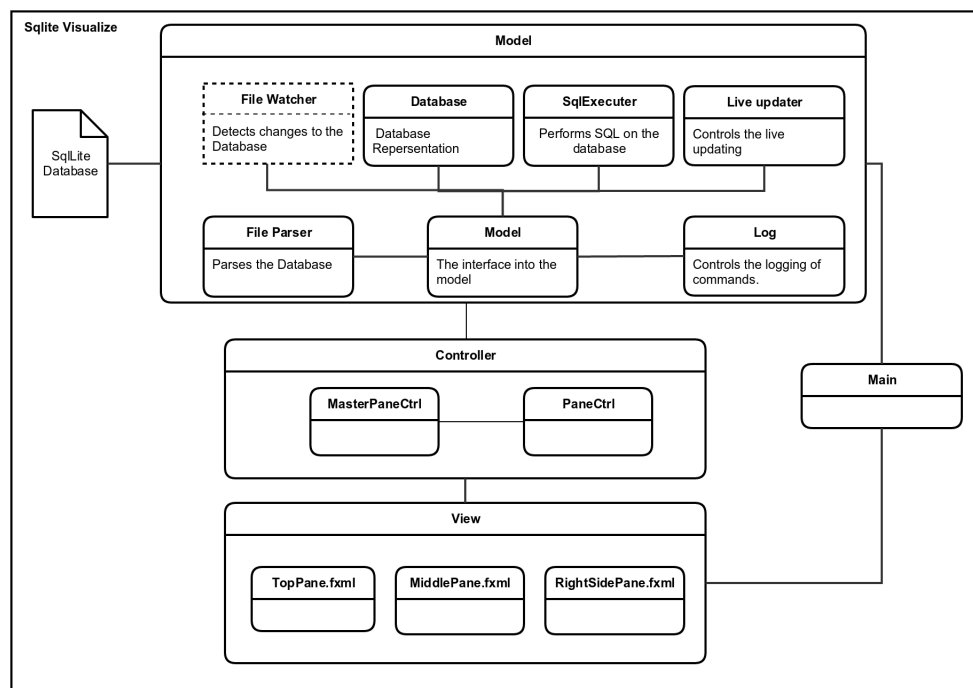 Sqlite Visualize
Model
SqlLite
Database
File Watcher
Detects changes to the
Database
Database
Database
Repersentation
SqlExecuter
Performs SQL on the
database
Live updater
Controls the live
updating
File Parser
Parses the Database
Model
The interface into the
model
Log
Controls the logging of
commands.
Controller
MasterPaneCtrl
PaneCtrl
Main
View
TopPane.fxml
MiddlePane.fxml
RightSidePane.fxml